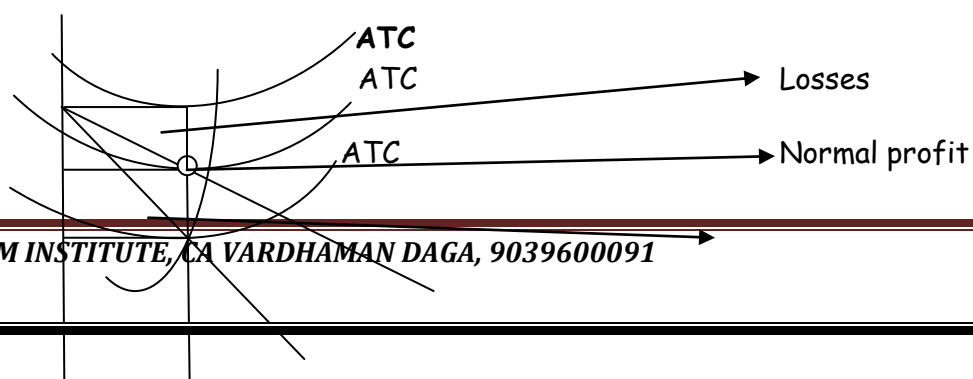 ATC
ATC
Losses
ATC
Normal profit
M INSTITUTE, CA VARDHAMAN DAGA, 9039600091